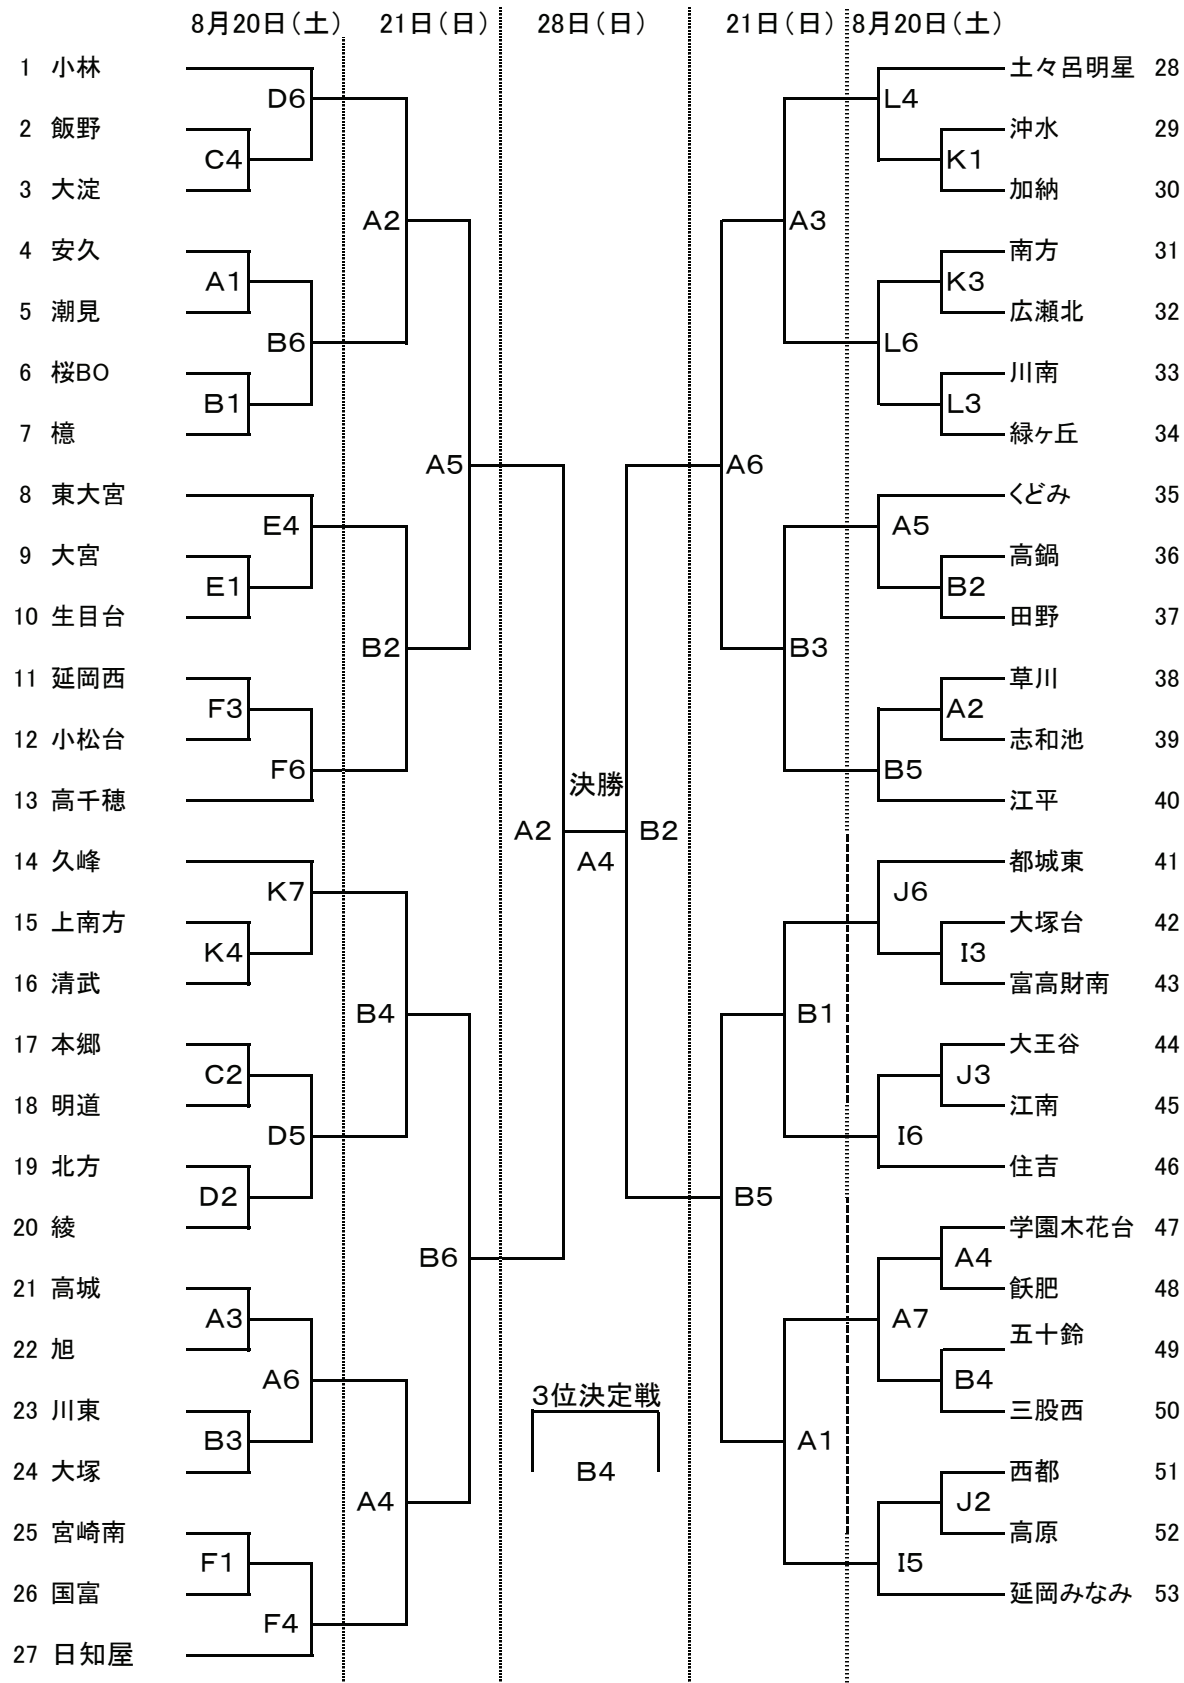 8月20日（土） 21日（日） 28日（日） 21日（日） 8月20日（土）
1 小林 土々呂明星 28
D6 L4
2 飯野 沖水 29
C4 K1
3 大淀 加納 30
A2 A3
4 安久 南方 31
A1 K3
5 潮見 広瀬北 32
B6 L6
6 桜BO 川南 33
B1 L3
7 檍 緑ヶ丘 34
A5 A6
8 東大宮 くどみ 35
E4 A5
9 大宮 高鍋 36
E1 B2
10 生目台 田野 37
B2 B3
11 延岡西 草川 38
F3 A2
12 小松台 志和池 39
F6 B5
決勝
13 高千穂 江平 40
A2 B2
A4
14 久峰 都城東 41
K7 J6
15 上南方 大塚台 42
K4 I3
16 清武 富高財南 43
B4 B1
17 本郷 大王谷 44
C2 J3
18 明道 江南 45
D5 I6
19 北方 住吉 46
D2 B5
20 綾 学園木花台 47
B6 A4
21 高城 飫肥 48
A3 A7
五十鈴
22 旭 49
A6 B4
3位決定戦
23 川東 三股西 50
B3 A1
24 大塚 B4 西都 51
A4 J2
25 宮崎南 高原 52
F1 I5
26 国富 延岡みなみ 53
F4
27 日知屋